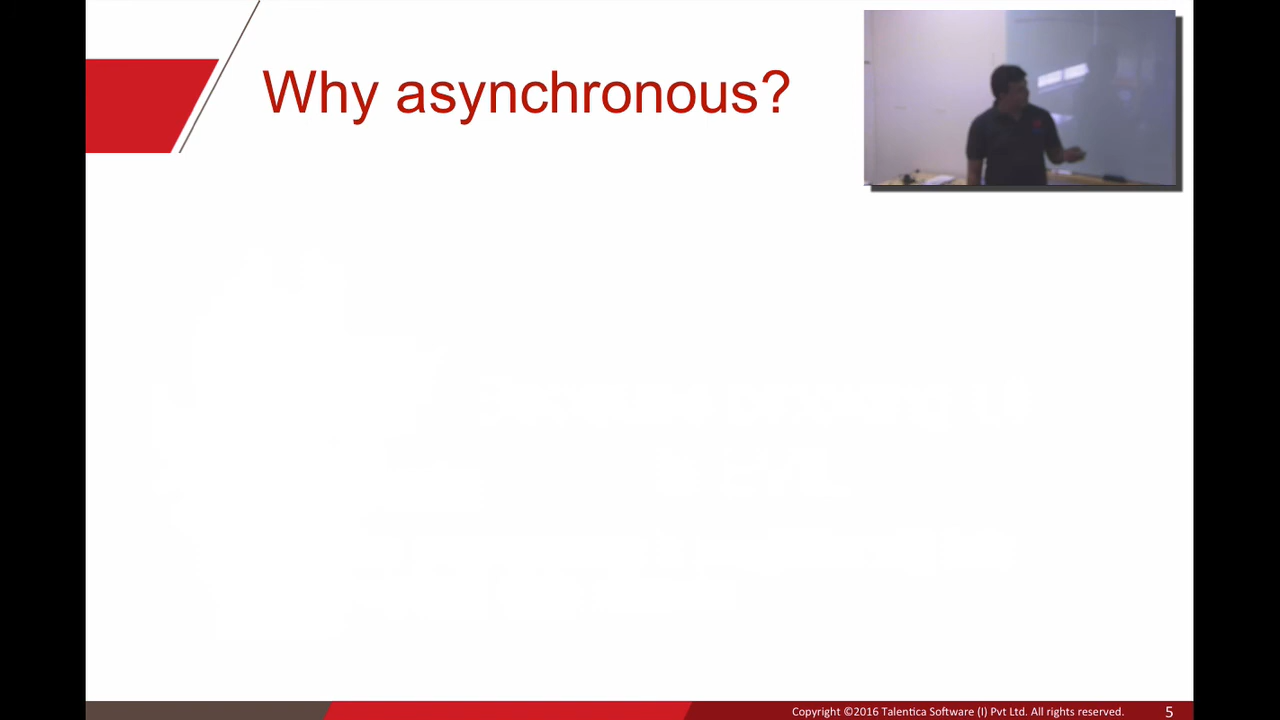 Why asynchronous?
Copyright ©2016 Talentica Software (I) Pvt Ltd. All rights reserved.
5